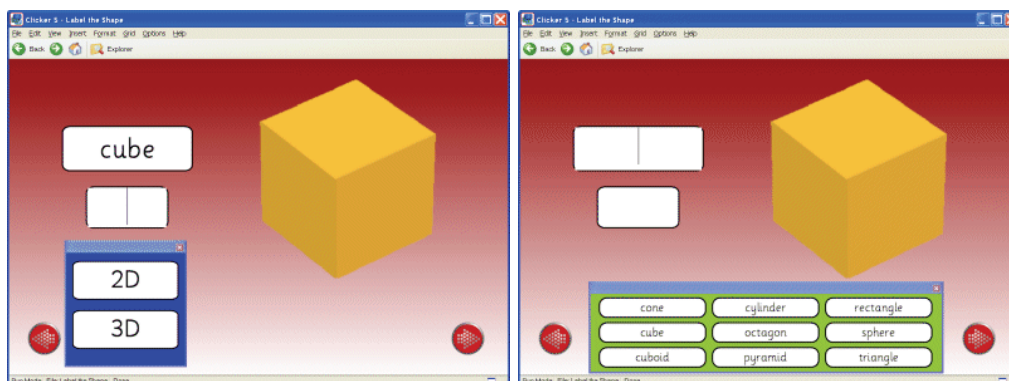 Clicker 5 - Label the Shape
File Edit View Insert Format Grid Options Help
Back Explorer
cube
2D
3D
Clicker 5 - Label the Shape
File Edit View Insert Format Grid Options Help
Back Explorer
cone cylinder rectangle
cube octagon sphere
cuboid pyramid triangle